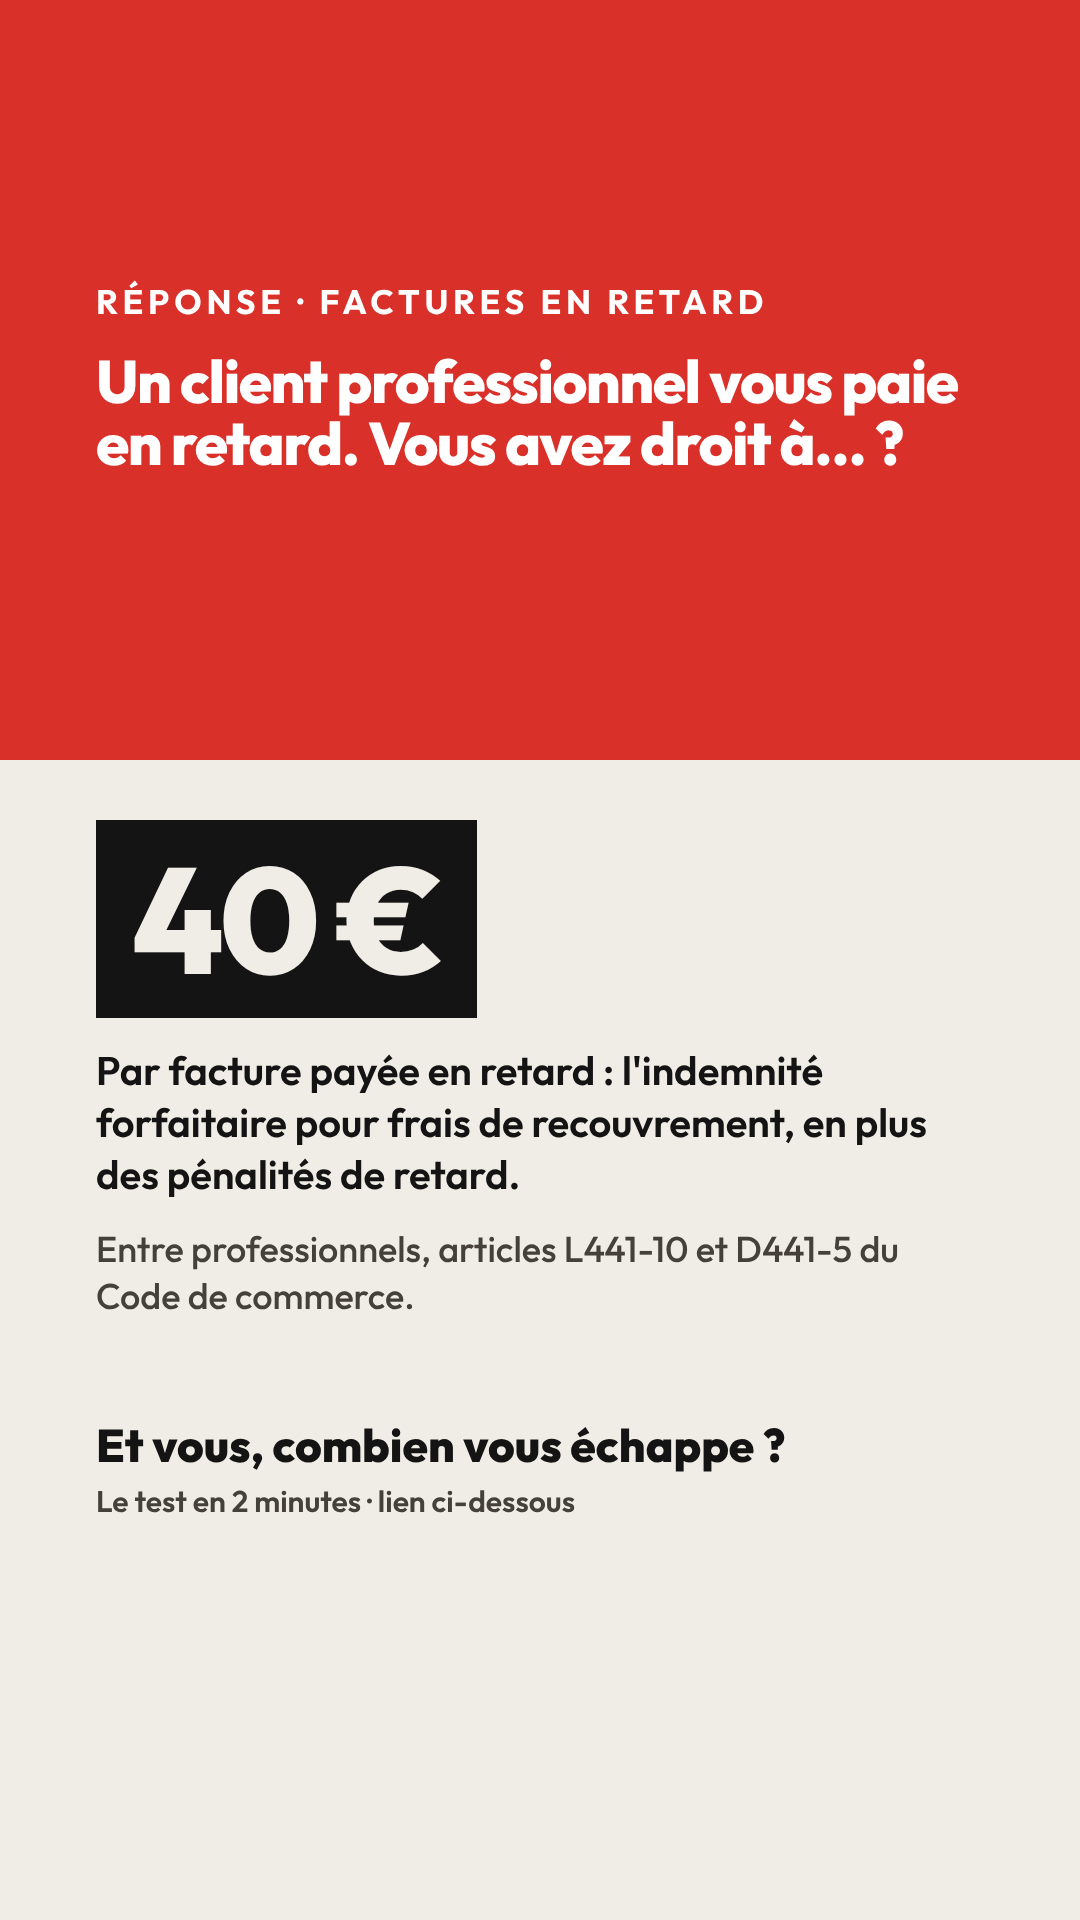 RÉPONSE · FACTURES EN RETARD
Un client professionnel vous paie
en retard. Vous avez droit à... ?
40 €
Par facture payée en retard : l'indemnité
forfaitaire pour frais de recouvrement, en plus
des pénalités de retard.
Entre professionnels, articles L441-10 et D441-5 du
Code de commerce.
Et vous, combien vous échappe ?
Le test en 2 minutes · lien ci-dessous